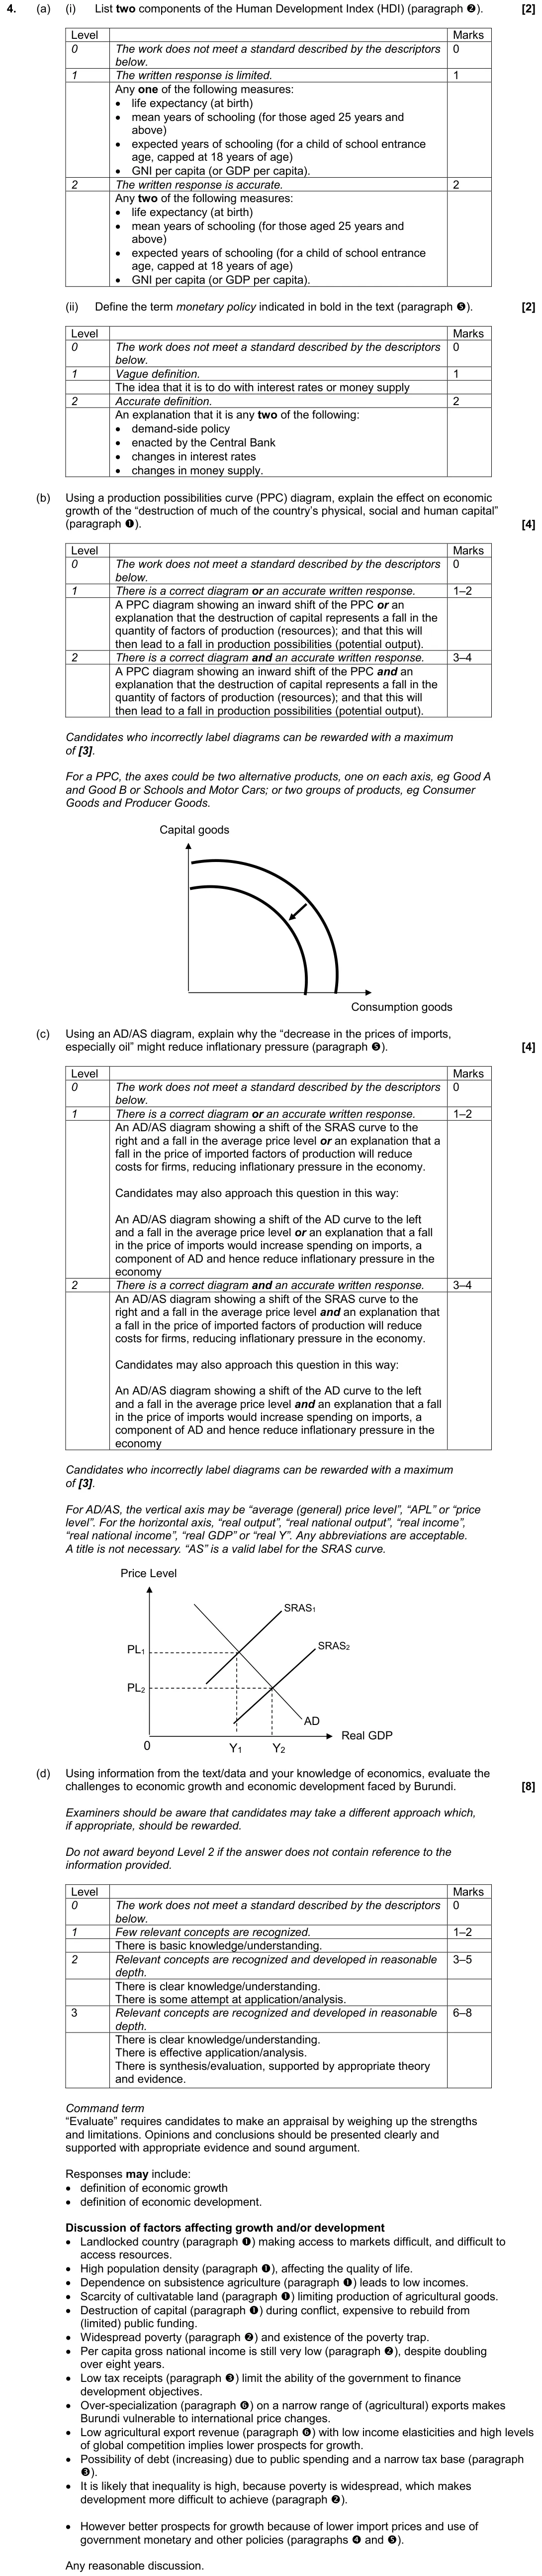 4. (a) (i) List two components of the Human Development Index (HDI) (paragraph ❷). [2]
Level Marks
0 The work does not meet a standard described by the descriptors 0
below.
1 The written response is limited. 1
Any one of the following measures:
• life expectancy (at birth)
• mean years of schooling (for those aged 25 years and
above)
• expected years of schooling (for a child of school entrance
age, capped at 18 years of age)
• GNI per capita (or GDP per capita).
2 The written response is accurate. 2
Any two of the following measures:
• life expectancy (at birth)
• mean years of schooling (for those aged 25 years and
above)
• expected years of schooling (for a child of school entrance
age, capped at 18 years of age)
• GNI per capita (or GDP per capita).
(ii) Define the term monetary policy indicated in bold in the text (paragraph ❺). [2]
Level Marks
0 The work does not meet a standard described by the descriptors 0
below.
1 Vague definition. 1
The idea that it is to do with interest rates or money supply
2 Accurate definition. 2
An explanation that it is any two of the following:
• demand-side policy
• enacted by the Central Bank
• changes in interest rates
• changes in money supply.
(b) Using a production possibilities curve (PPC) diagram, explain the effect on economic
growth of the “destruction of much of the country’s physical, social and human capital”
(paragraph ❶). [4]
Level Marks
0 The work does not meet a standard described by the descriptors 0
below.
1 There is a correct diagram or an accurate written response. 1–2
A PPC diagram showing an inward shift of the PPC or an
explanation that the destruction of capital represents a fall in the
quantity of factors of production (resources); and that this will
then lead to a fall in production possibilities (potential output).
2 There is a correct diagram and an accurate written response. 3–4
A PPC diagram showing an inward shift of the PPC and an
explanation that the destruction of capital represents a fall in the
quantity of factors of production (resources); and that this will
then lead to a fall in production possibilities (potential output).
Candidates who incorrectly label diagrams can be rewarded with a maximum
of [3].
For a PPC, the axes could be two alternative products, one on each axis, eg Good A
and Good B or Schools and Motor Cars; or two groups of products, eg Consumer
Goods and Producer Goods.
Capital goods
Consumption goods
(c) Using an AD/AS diagram, explain why the “decrease in the prices of imports,
especially oil” might reduce inflationary pressure (paragraph ❺). [4]
Level Marks
0 The work does not meet a standard described by the descriptors 0
below.
1 There is a correct diagram or an accurate written response. 1–2
An AD/AS diagram showing a shift of the SRAS curve to the
right and a fall in the average price level or an explanation that a
fall in the price of imported factors of production will reduce
costs for firms, reducing inflationary pressure in the economy.
Candidates may also approach this question in this way:
An AD/AS diagram showing a shift of the AD curve to the left
and a fall in the average price level or an explanation that a fall
in the price of imports would increase spending on imports, a
component of AD and hence reduce inflationary pressure in the
economy
2 There is a correct diagram and an accurate written response. 3–4
An AD/AS diagram showing a shift of the SRAS curve to the
right and a fall in the average price level and an explanation that
a fall in the price of imported factors of production will reduce
costs for firms, reducing inflationary pressure in the economy.
Candidates may also approach this question in this way:
An AD/AS diagram showing a shift of the AD curve to the left
and a fall in the average price level and an explanation that a fall
in the price of imports would increase spending on imports, a
component of AD and hence reduce inflationary pressure in the
economy
Candidates who incorrectly label diagrams can be rewarded with a maximum
of [3].
For AD/AS, the vertical axis may be “average (general) price level”, “APL” or “price
level”. For the horizontal axis, “real output”, “real national output”, “real income”,
“real national income”, “real GDP” or “real Y”. Any abbreviations are acceptable.
A title is not necessary. “AS” is a valid label for the SRAS curve.
Price Level
SRAS₁
SRAS₂
PL₁
PL₂
AD
Real GDP
0 Y₁ Y₂
(d) Using information from the text/data and your knowledge of economics, evaluate the
challenges to economic growth and economic development faced by Burundi. [8]
Examiners should be aware that candidates may take a different approach which,
if appropriate, should be rewarded.
Do not award beyond Level 2 if the answer does not contain reference to the
information provided.
Level Marks
0 The work does not meet a standard described by the descriptors 0
below.
1 Few relevant concepts are recognized. 1–2
There is basic knowledge/understanding.
2 Relevant concepts are recognized and developed in reasonable 3–5
depth.
There is clear knowledge/understanding.
There is some attempt at application/analysis.
3 Relevant concepts are recognized and developed in reasonable 6–8
depth.
There is clear knowledge/understanding.
There is effective application/analysis.
There is synthesis/evaluation, supported by appropriate theory
and evidence.
Command term
“Evaluate” requires candidates to make an appraisal by weighing up the strengths
and limitations. Opinions and conclusions should be presented clearly and
supported with appropriate evidence and sound argument.
Responses may include:
• definition of economic growth
• definition of economic development.
Discussion of factors affecting growth and/or development
• Landlocked country (paragraph ❶) making access to markets difficult, and difficult to
access resources.
• High population density (paragraph ❶), affecting the quality of life.
• Dependence on subsistence agriculture (paragraph ❶) leads to low incomes.
• Scarcity of cultivatable land (paragraph ❶) limiting production of agricultural goods.
• Destruction of capital (paragraph ❶) during conflict, expensive to rebuild from
(limited) public funding.
• Widespread poverty (paragraph ❷) and existence of the poverty trap.
• Per capita gross national income is still very low (paragraph ❷), despite doubling
over eight years.
• Low tax receipts (paragraph ❸) limit the ability of the government to finance
development objectives.
• Over-specialization (paragraph ❻) on a narrow range of (agricultural) exports makes
Burundi vulnerable to international price changes.
• Low agricultural export revenue (paragraph ❻) with low income elasticities and high levels
of global competition implies lower prospects for growth.
• Possibility of debt (increasing) due to public spending and a narrow tax base (paragraph
❸).
• It is likely that inequality is high, because poverty is widespread, which makes
development more difficult to achieve (paragraph ❷).
• However better prospects for growth because of lower import prices and use of
government monetary and other policies (paragraphs ❹ and ❺).
Any reasonable discussion.